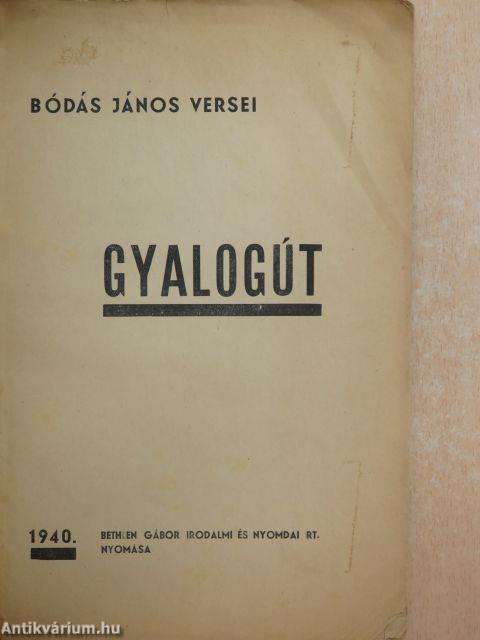 BÓDÁS JÁNOS VERSEI
GYALOGÚT
1940.
BETHLEN GÁBOR IRODALMI ÉS NYOMDAI RT.
NYOMÁSA
Antikvárium.hu